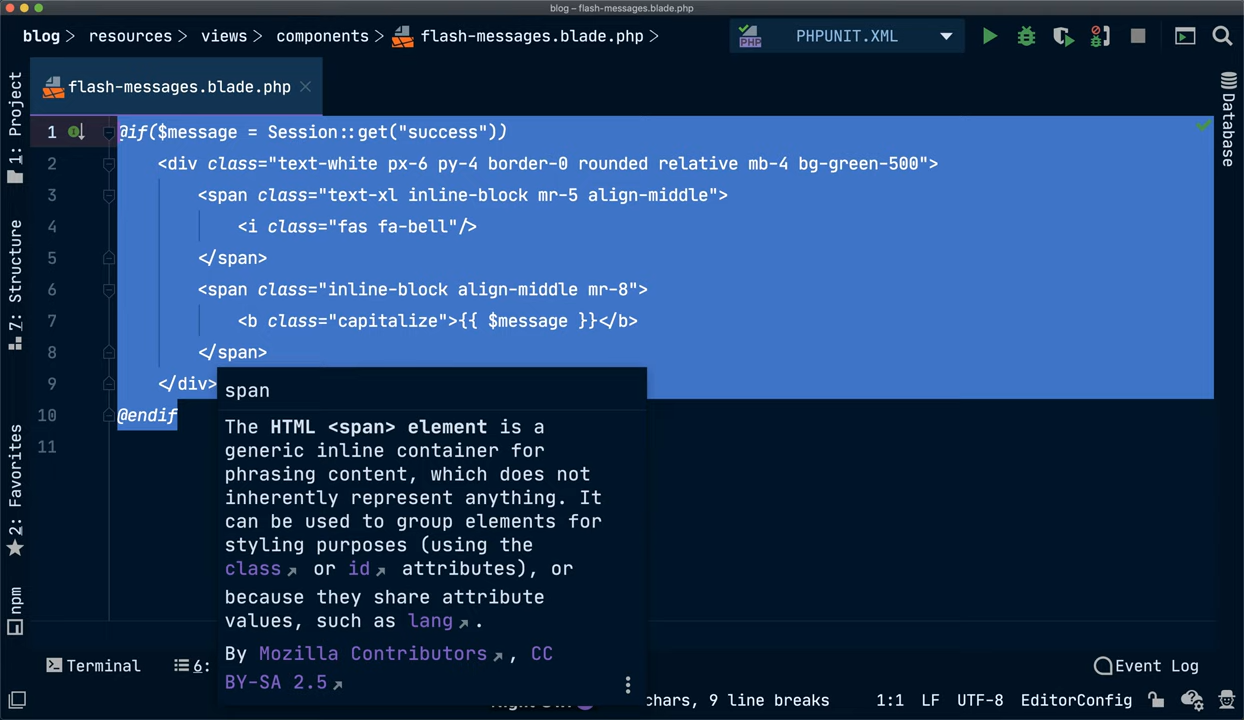 blog – flash-messages.blade.php
blog > resources > views > components > flash-messages.blade.php >
PHPUNIT.XML
flash-messages.blade.php
1: Project
7: Structure
2: Favorites
npm
Database
1 @if($message = Session::get("success"))
2 <div class="text-white px-6 py-4 border-0 rounded relative mb-4 bg-green-500">
3 <span class="text-xl inline-block mr-5 align-middle">
4 <i class="fas fa-bell"/>
5 </span>
6 <span class="inline-block align-middle mr-8">
7 <b class="capitalize">{{ $message }}</b>
8 </span>
9 </div>
10 @endif
11
span
The HTML <span> element is a
generic inline container for
phrasing content, which does not
inherently represent anything. It
can be used to group elements for
styling purposes (using the
class or id attributes), or
because they share attribute
values, such as lang .
By Mozilla Contributors , CC
BY-SA 2.5
Terminal 6: Event Log
chars, 9 line breaks 1:1 LF UTF-8 EditorConfig